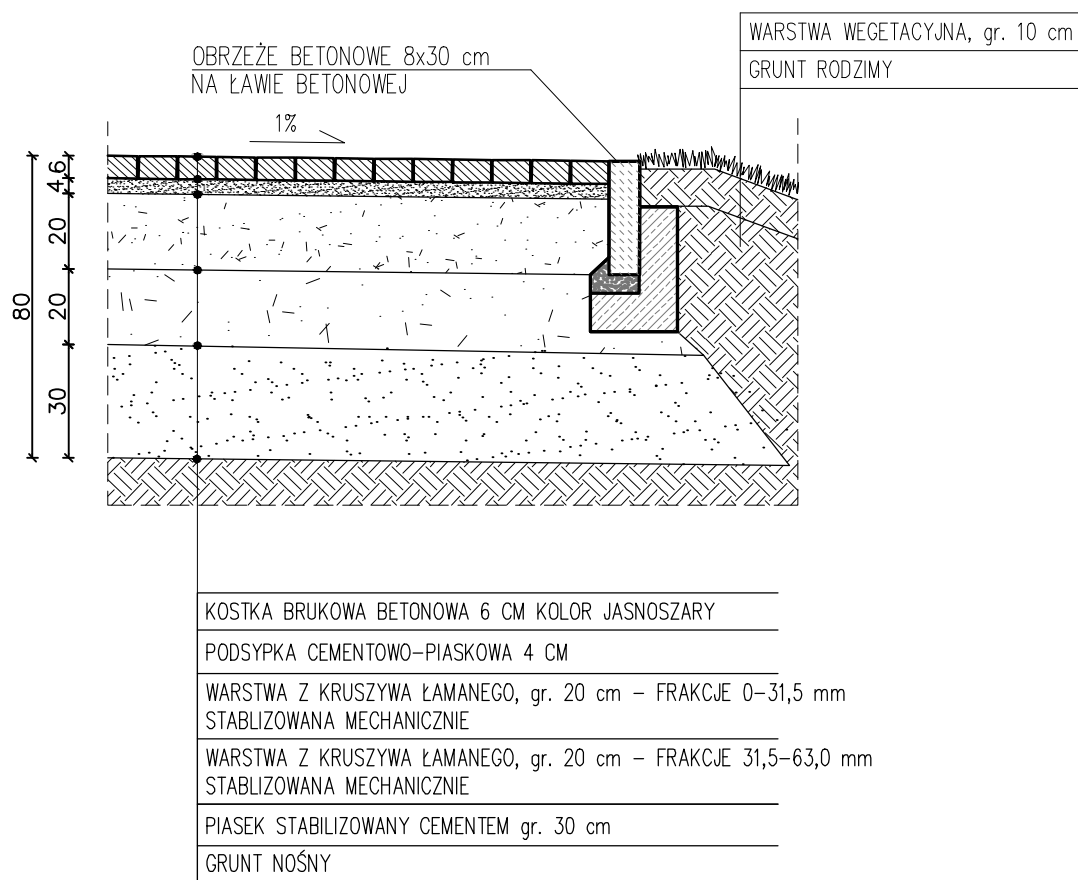 WARSTWA WEGETACYJNA, gr. 10 cm
GRUNT RODZIMY
OBRZEŻE BETONOWE 8x30 cm
NA ŁAWIE BETONOWEJ
1%
6
4
20
20
30
80
KOSTKA BRUKOWA BETONOWA 6 CM KOLOR JASNOSZARY
PODSYPKA CEMENTOWO-PIASKOWA 4 CM
WARSTWA Z KRUSZYWA ŁAMANEGO, gr. 20 cm – FRAKCJE 0-31,5 mm
STABLIZOWANA MECHANICZNIE
WARSTWA Z KRUSZYWA ŁAMANEGO, gr. 20 cm – FRAKCJE 31,5-63,0 mm
STABLIZOWANA MECHANICZNIE
PIASEK STABILIZOWANY CEMENTEM gr. 30 cm
GRUNT NOŚNY